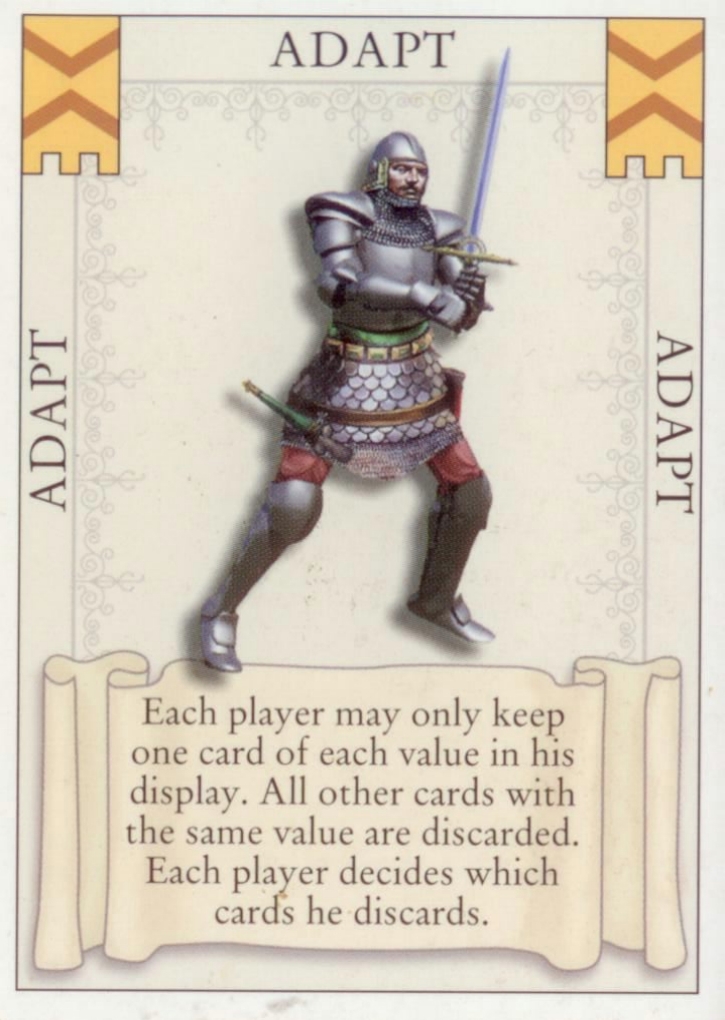 ADAPT
ADAPT
ADAPT
Each player may only keep
one card of each value in his
display. All other cards with
the same value are discarded.
Each player decides which
cards he discards.